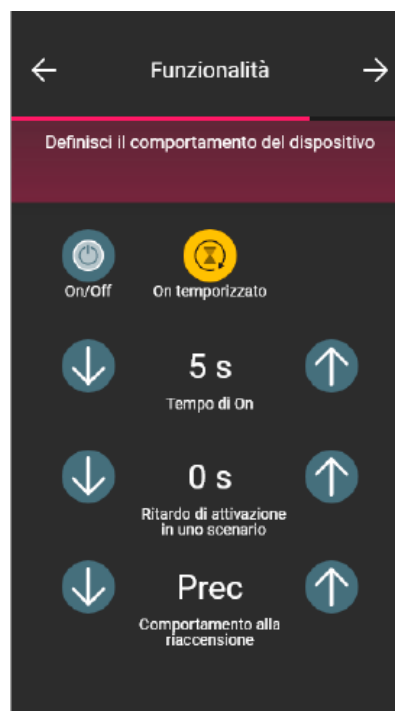 Funzionalità
Definisci il comportamento del dispositivo
On/Off
On temporizzato
5 s
Tempo di On
0 s
Ritardo di attivazione
in uno scenario
Prec
Comportamento alla
riaccensione